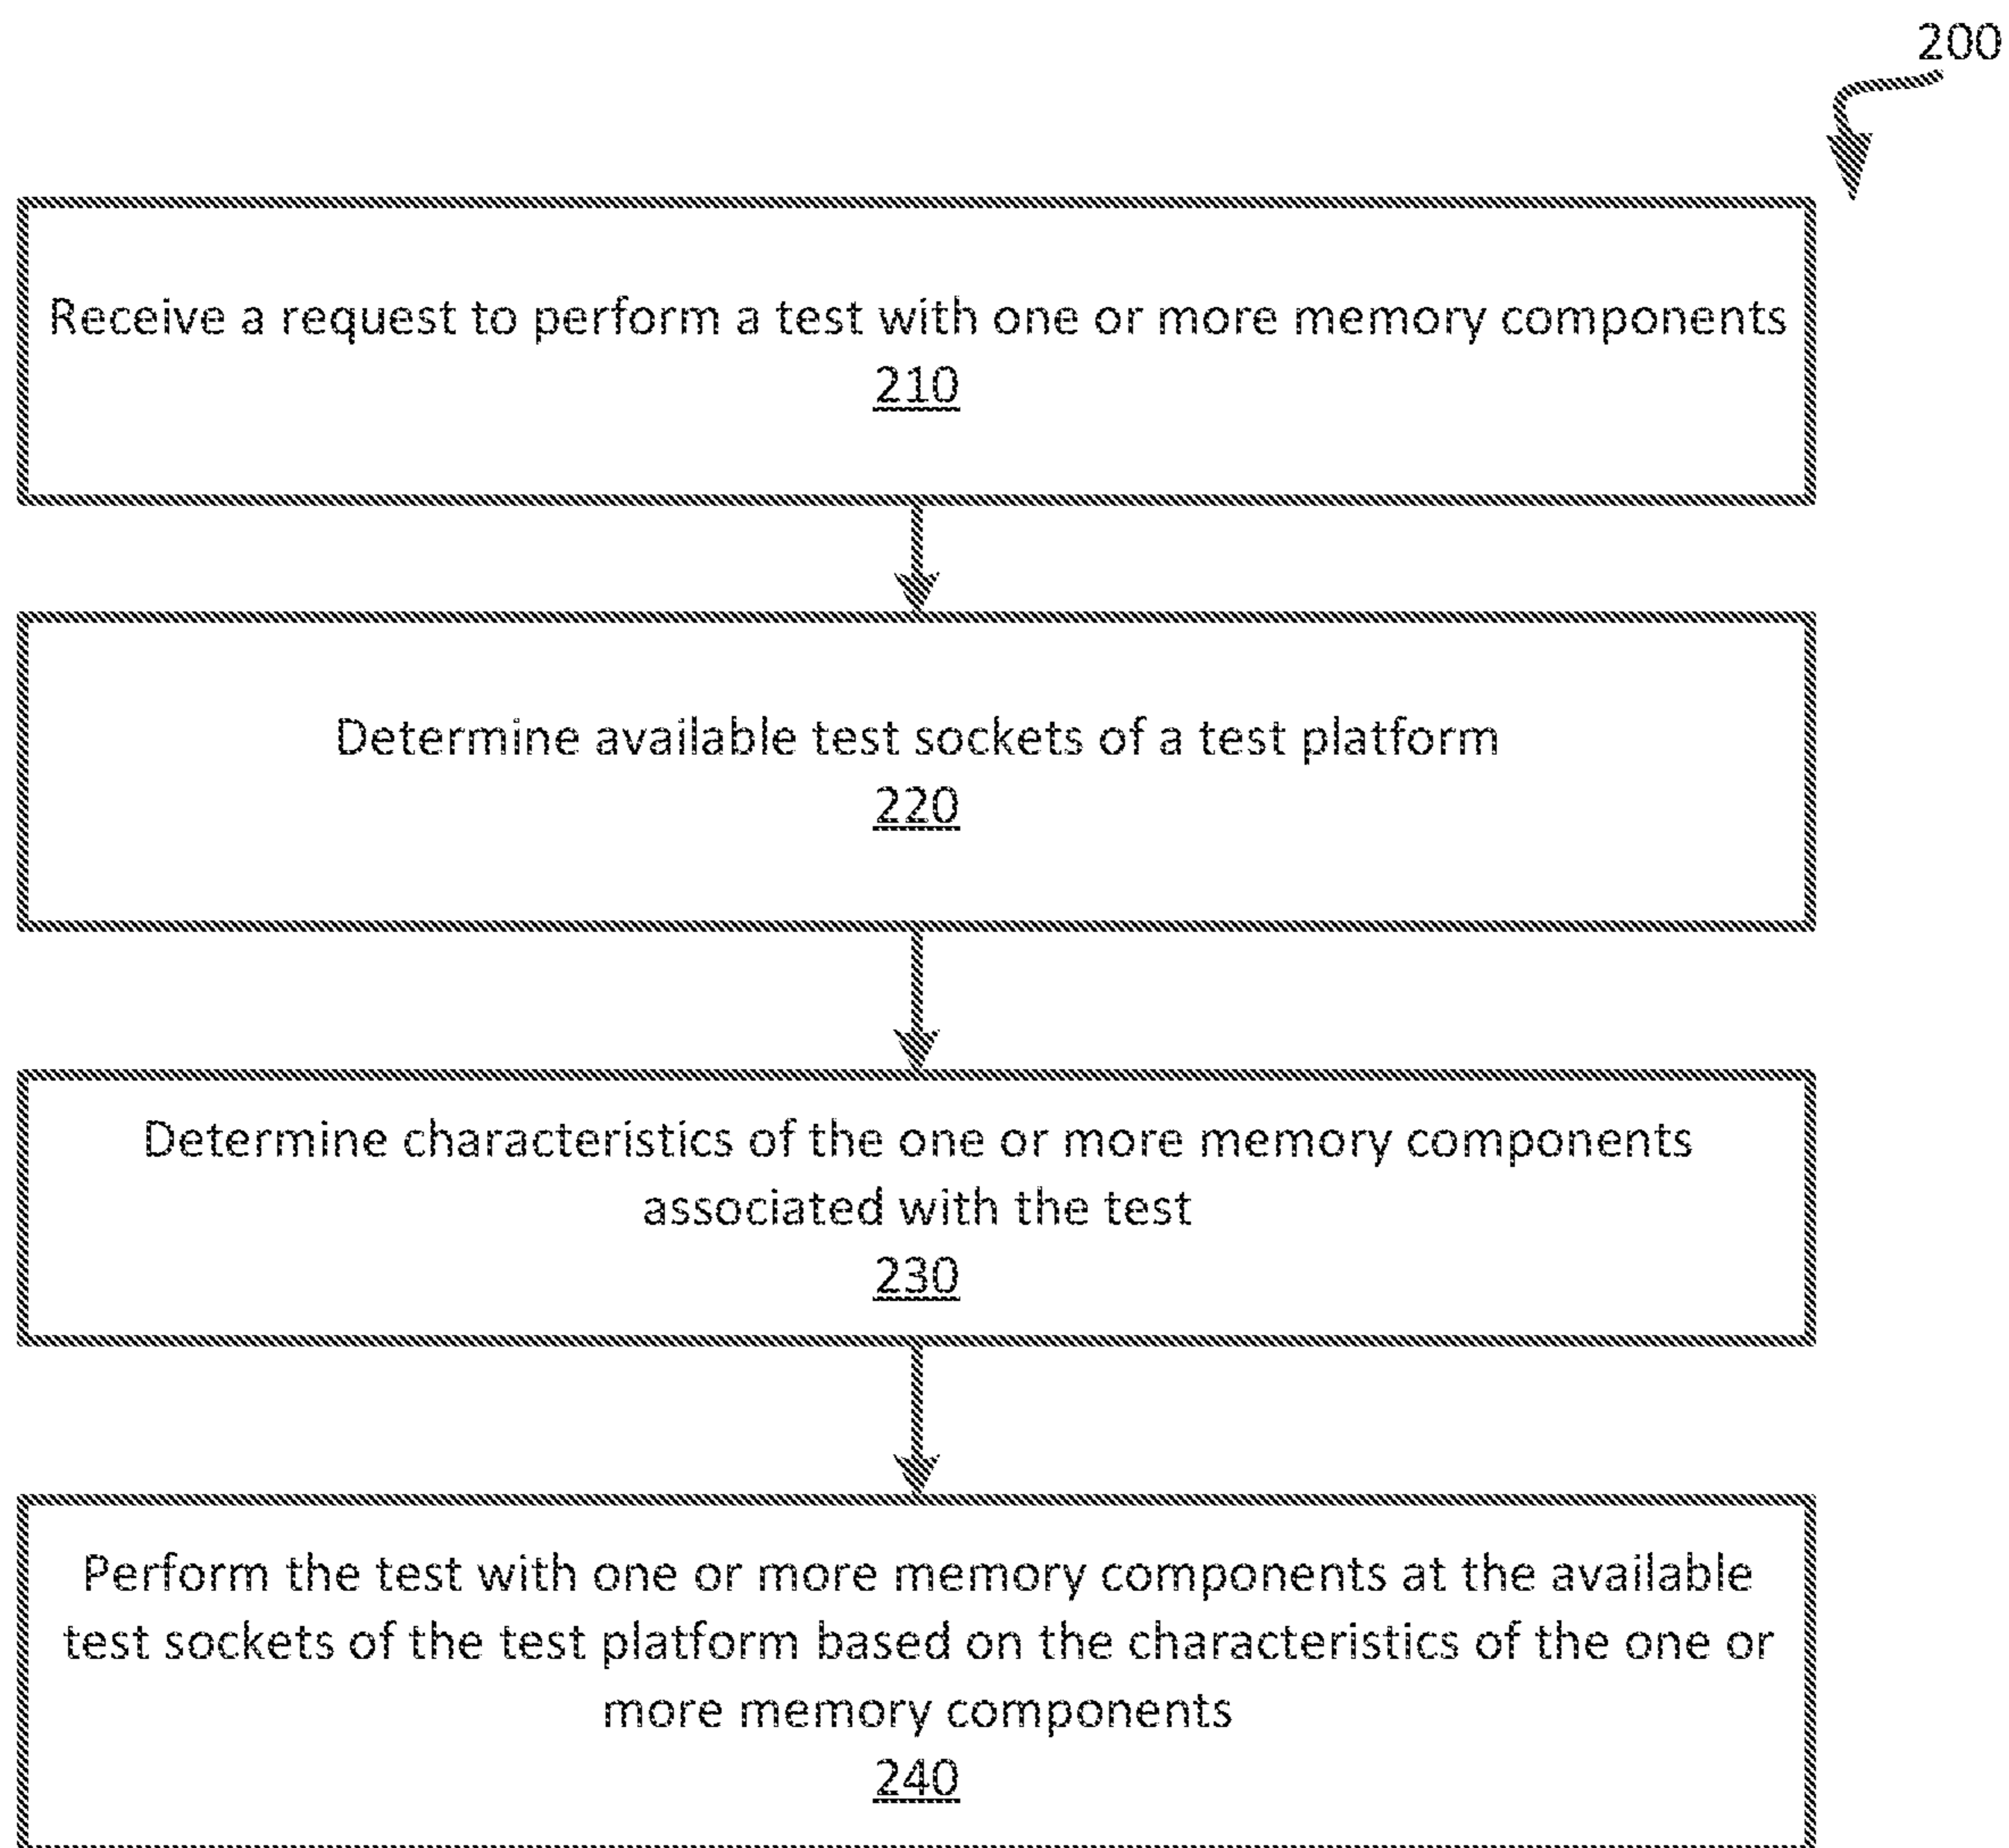 200
Receive a request to perform a test with one or more memory components
210
Determine available test sockets of a test platform
220
Determine characteristics of the one or more memory components
associated with the test
230
Perform the test with one or more memory components at the available
test sockets of the test platform based on the characteristics of the one or
more memory components
240